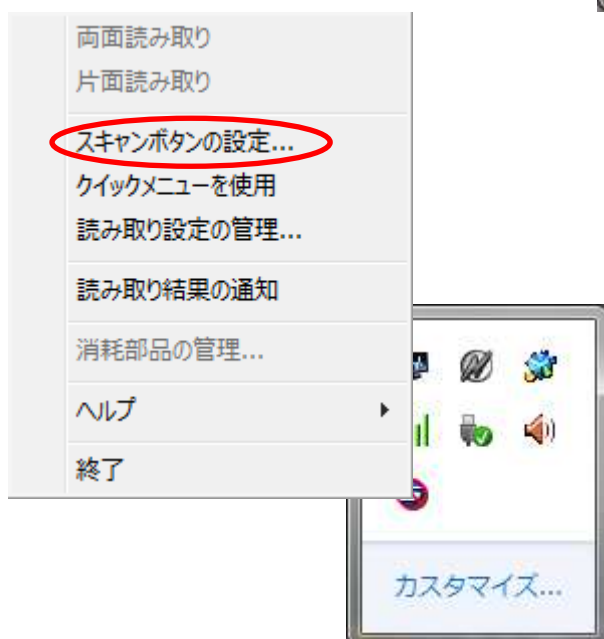 両面読み取り
片面読み取り
スキャンボタンの設定...
クイックメニューを使用
読み取り設定の管理...
読み取り結果の通知
消耗部品の管理...
ヘルプ
終了
カスタマイズ...